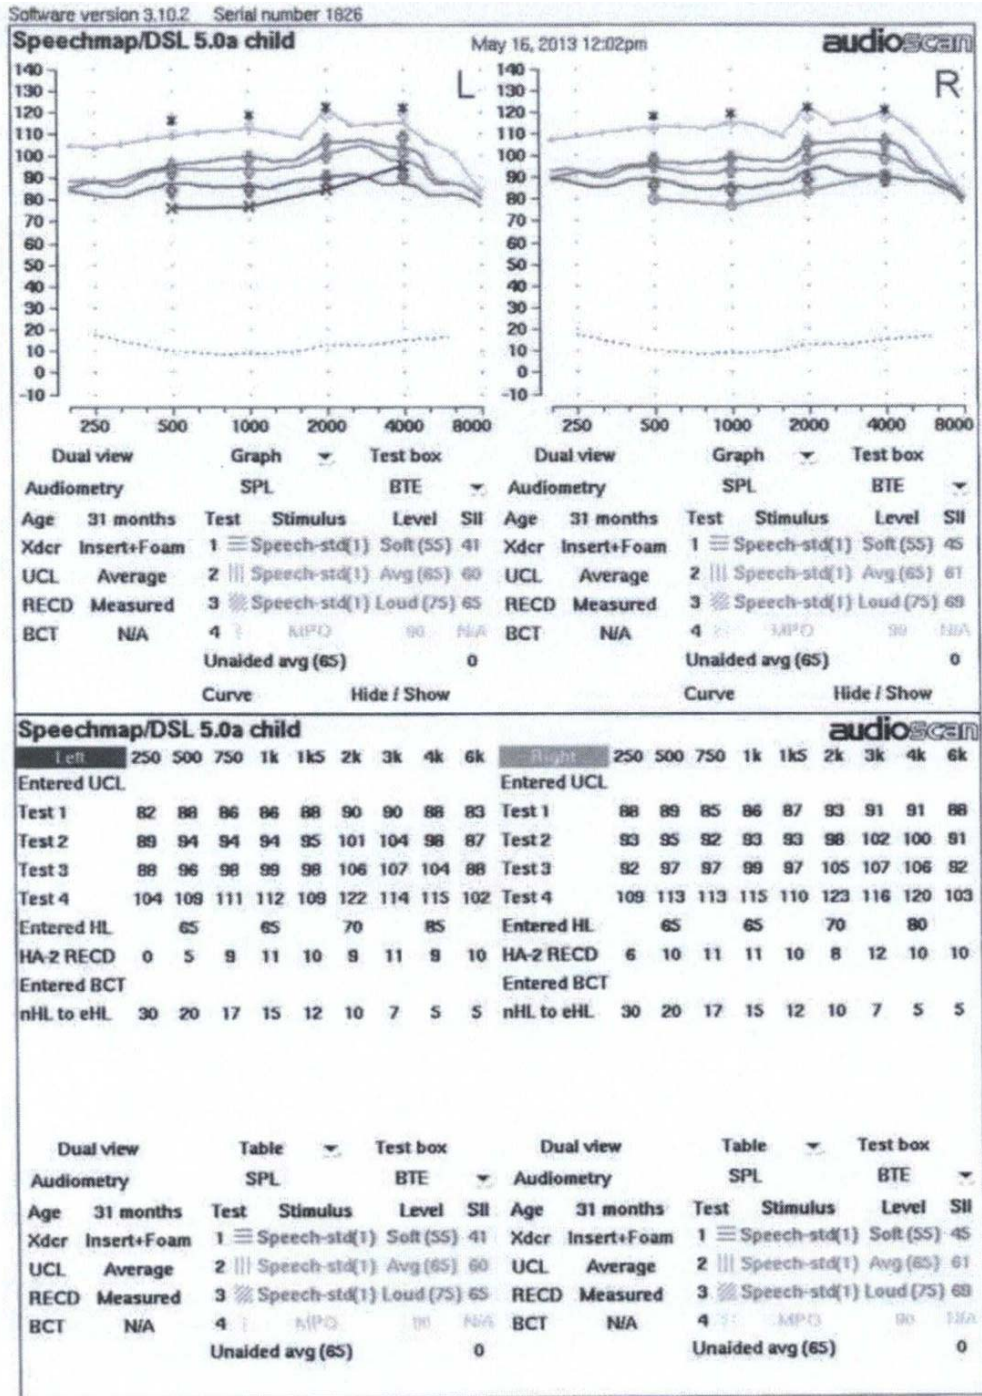 Software version 3.10.2 Serial number 1826
Speechmap/DSL 5.0a child May 16, 2013 12:02pm audioscan
L R
140 140
130 130
120 120
110 110
100 100
90 90
80 80
70 70
60 60
50 50
40 40
30 30
20 20
10 10
0 0
-10 -10
250 500 1000 2000 4000 8000 250 500 1000 2000 4000 8000
Dual view Graph Test box Dual view Graph Test box
Audiometry SPL BTE Audiometry SPL BTE
Age 31 months Test Stimulus Level SII Age 31 months Test Stimulus Level SII
Xdcr Insert+Foam 1 Speech-std(1) Soft (55) 41 Xdcr Insert+Foam 1 Speech-std(1) Soft (55) 45
UCL Average 2 Speech-std(1) Avg (65) 60 UCL Average 2 Speech-std(1) Avg (65) 61
RECD Measured 3 Speech-std(1) Loud (75) 65 RECD Measured 3 Speech-std(1) Loud (75) 69
BCT N/A 4 MPO 90 N/A BCT N/A 4 MPO 90 N/A
Unaided avg (65) 0 Unaided avg (65) 0
Curve Hide / Show Curve Hide / Show
Speechmap/DSL 5.0a child audioscan
Left 250 500 750 1k 1k5 2k 3k 4k 6k Right 250 500 750 1k 1k5 2k 3k 4k 6k
Entered UCL Entered UCL
Test 1 82 88 86 86 88 90 90 88 83 Test 1 88 89 85 86 87 93 91 91 88
Test 2 89 94 94 94 95 101 104 98 87 Test 2 93 95 92 93 93 98 102 100 91
Test 3 88 96 98 99 98 106 107 104 88 Test 3 92 97 97 99 97 105 107 106 92
Test 4 104 109 111 112 109 122 114 115 102 Test 4 109 113 113 115 110 123 116 120 103
Entered HL 65 65 70 85 Entered HL 65 65 70 80
HA-2 RECD 0 5 9 11 10 9 11 9 10 HA-2 RECD 6 10 11 11 10 8 12 10 10
Entered BCT Entered BCT
nHL to eHL 30 20 17 15 12 10 7 5 5 nHL to eHL 30 20 17 15 12 10 7 5 5
Dual view Table Test box Dual view Table Test box
Audiometry SPL BTE Audiometry SPL BTE
Age 31 months Test Stimulus Level SII Age 31 months Test Stimulus Level SII
Xdcr Insert+Foam 1 Speech-std(1) Soft (55) 41 Xdcr Insert+Foam 1 Speech-std(1) Soft (55) 45
UCL Average 2 Speech-std(1) Avg (65) 60 UCL Average 2 Speech-std(1) Avg (65) 61
RECD Measured 3 Speech-std(1) Loud (75) 65 RECD Measured 3 Speech-std(1) Loud (75) 69
BCT N/A 4 MPO 90 N/A BCT N/A 4 MPO 90 N/A
Unaided avg (65) 0 Unaided avg (65) 0